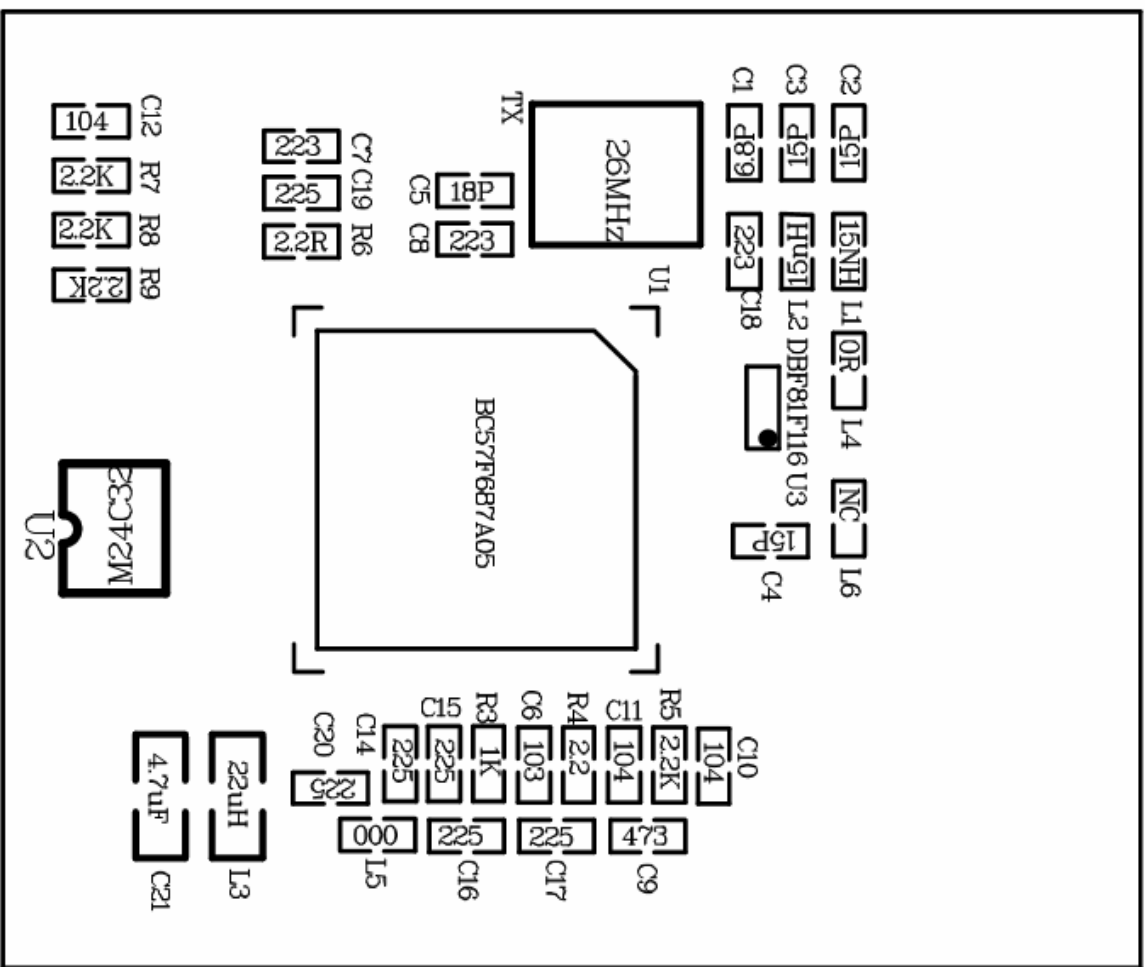 C12
104
R7
2.2K
R8
2.2K
R9
2.2K
C7
223
C19
225
R6
2.2R
C5
18P
C8
223
TX
26MHz
C1
6.8P
C3
15P
C2
15P
223
C18
15nH
L2
15NH
L1
0R
L4
DBF81F116 U3
NC
L6
15P
C4
U1
BC57F687A05
U2
M24C32
4.7uF
C21
22uH
L3
C20
225
C14
225
C15
225
R3
1K
C6
103
R4
2.2
C11
104
R5
2.2K
C10
104
000
L5
225
C16
225
C17
473
C9